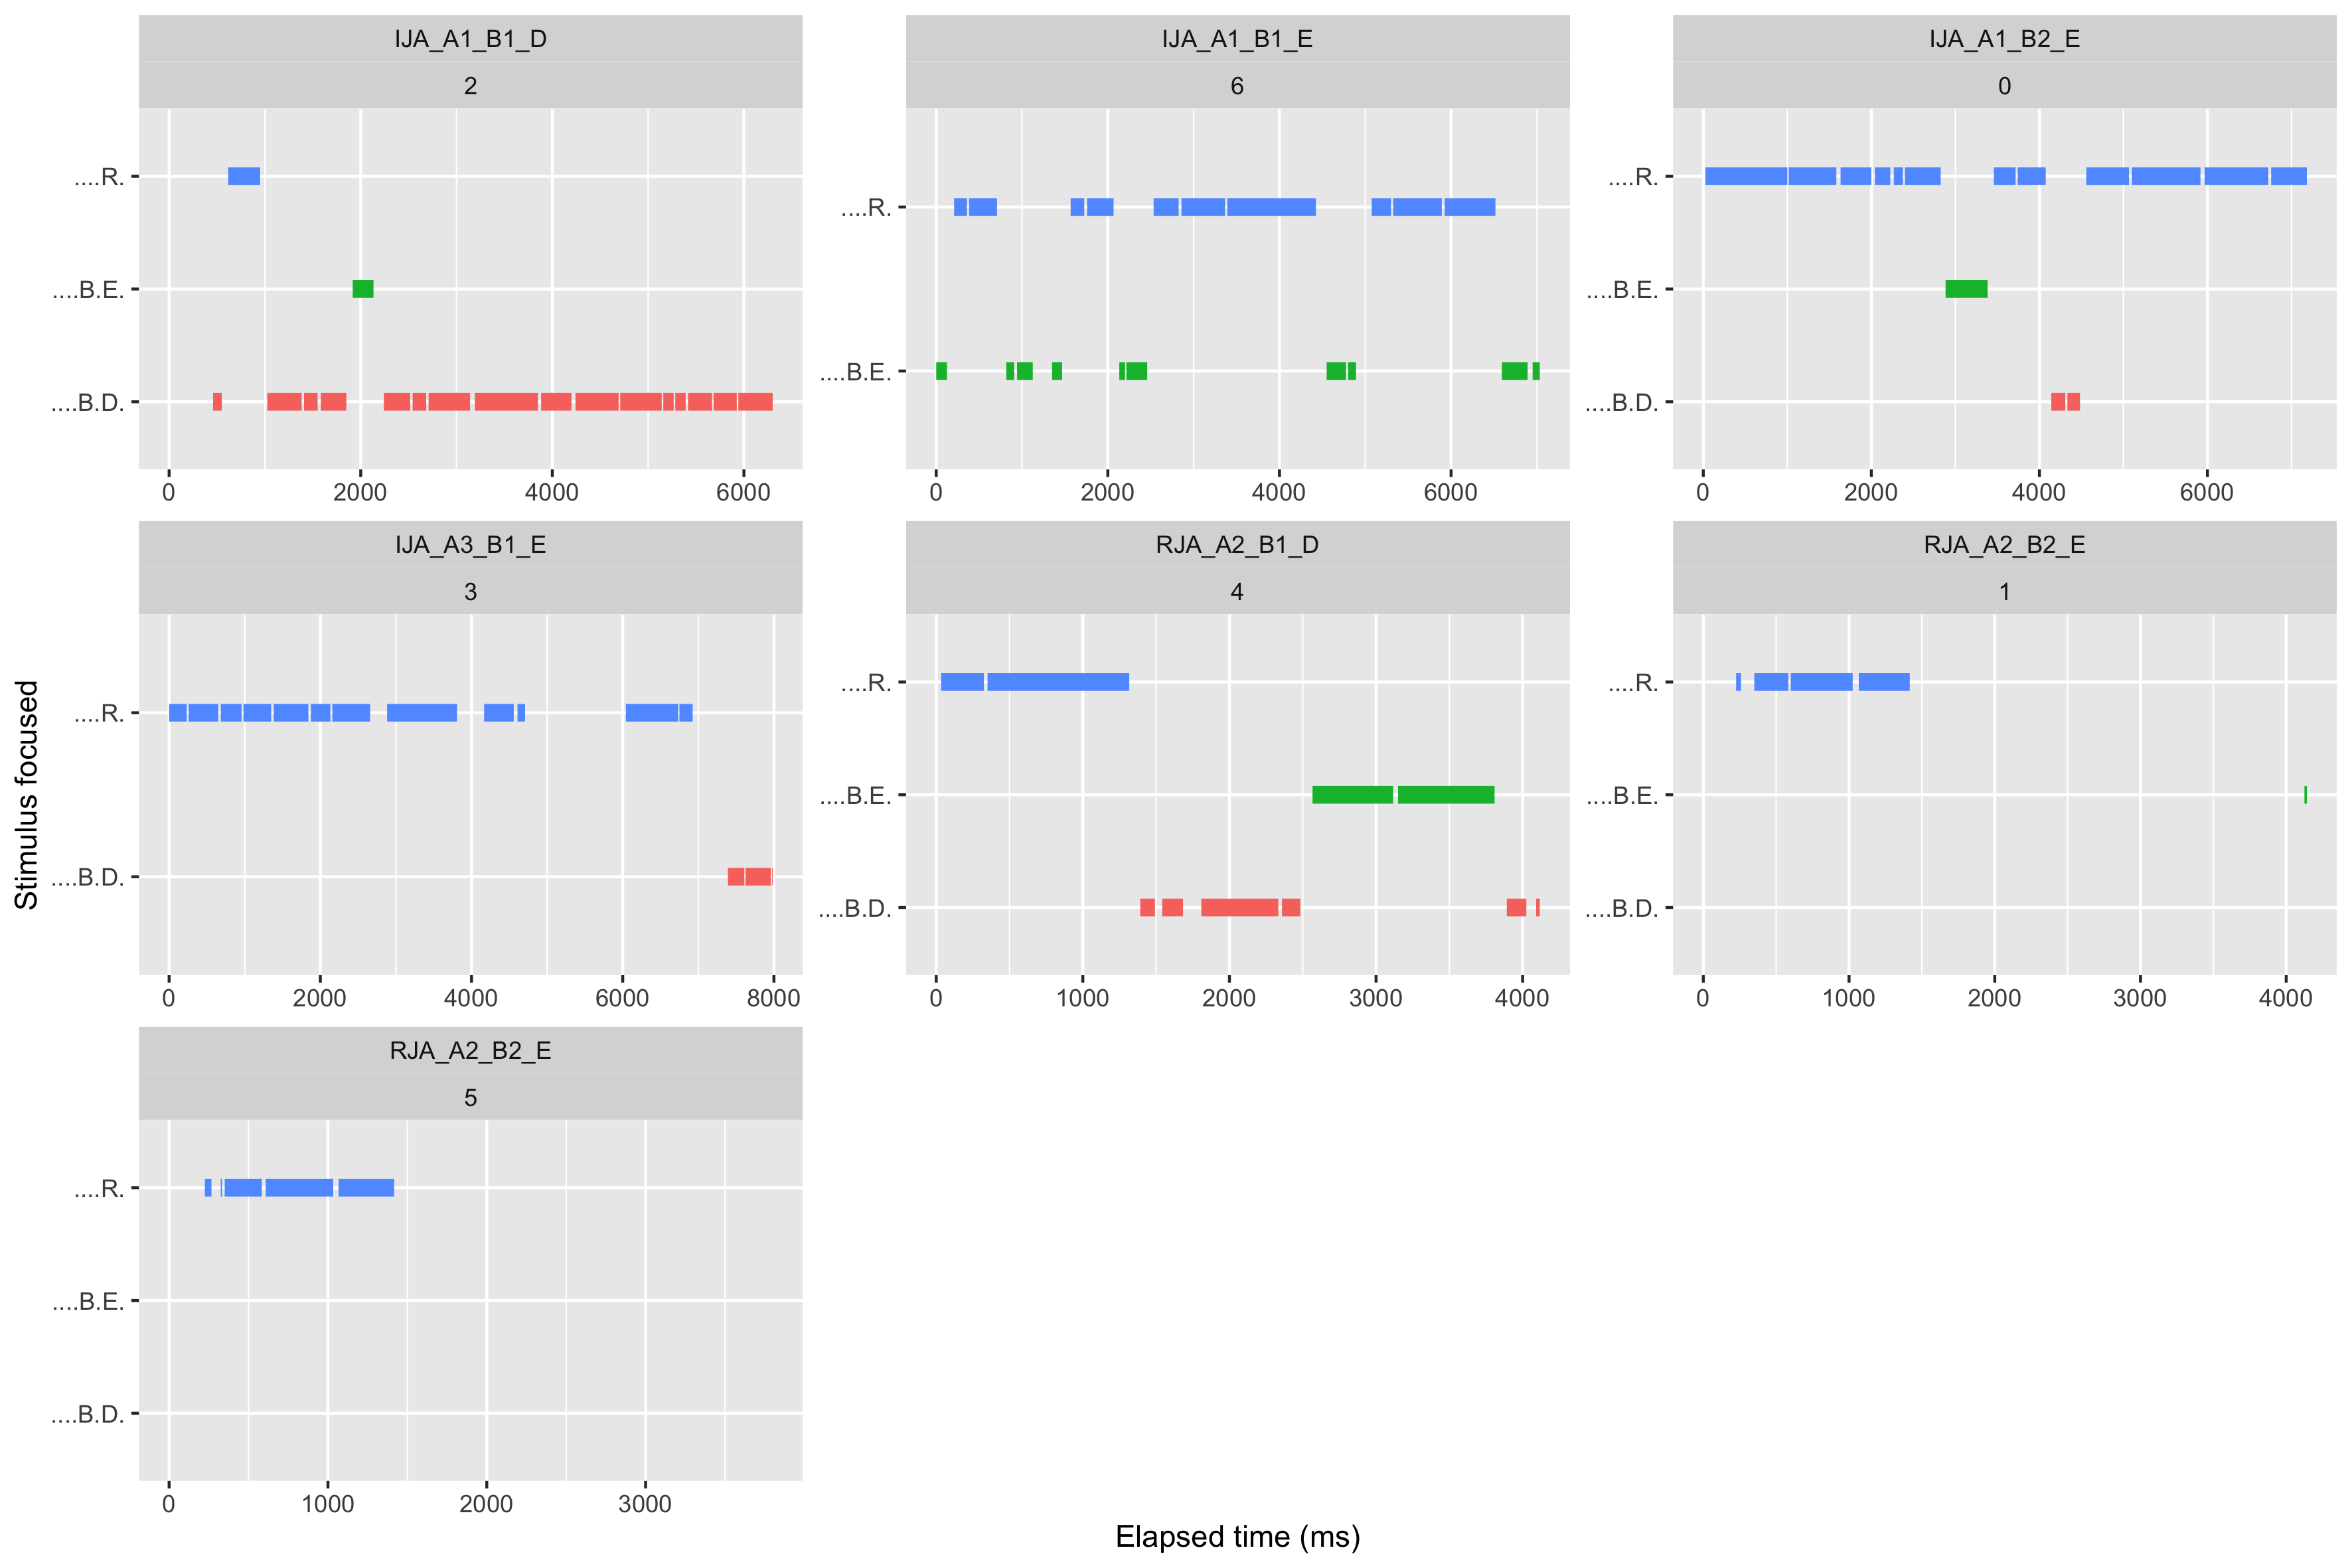 IJA_A1_B1_D
2
....R.
....B.E.
....B.D.
0 2000 4000 6000
IJA_A1_B1_E
6
....R.
....B.E.
0 2000 4000 6000
IJA_A1_B2_E
0
....R.
....B.E.
....B.D.
0 2000 4000 6000
Stimulus focused
IJA_A3_B1_E
3
....R.
....B.D.
0 2000 4000 6000 8000
RJA_A2_B1_D
4
....R.
....B.E.
....B.D.
0 1000 2000 3000 4000
RJA_A2_B2_E
1
....R.
....B.E.
....B.D.
0 1000 2000 3000 4000
RJA_A2_B2_E
5
....R.
....B.E.
....B.D.
0 1000 2000 3000
Elapsed time (ms)